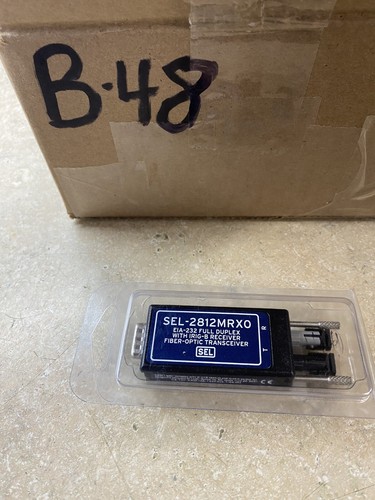 B-48
SEL-2812MRX0
EIA-232 FULL DUPLEX
WITH IRIG-B RECEIVER
FIBER-OPTIC TRANSCEIVER
SEL
T R